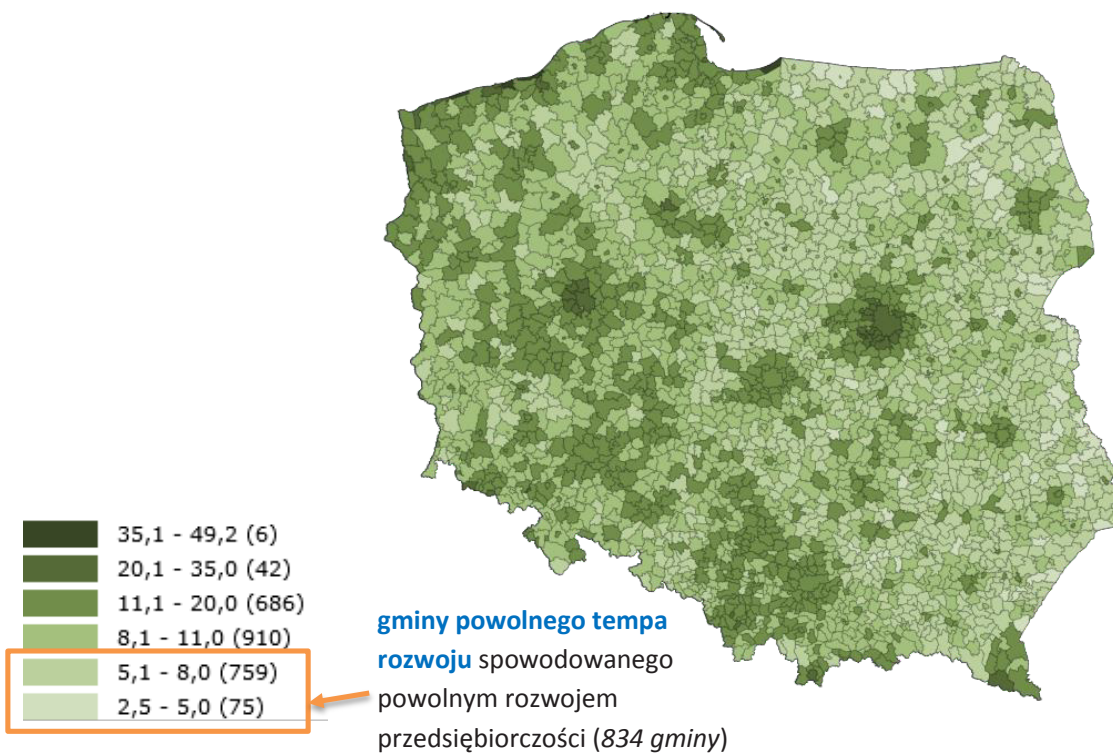 35,1 - 49,2 (6)
20,1 - 35,0 (42)
11,1 - 20,0 (686)
8,1 - 11,0 (910)
5,1 - 8,0 (759)
2,5 - 5,0 (75)
gminy powolnego tempa
rozwoju spowodowanego
powolnym rozwojem
przedsiębiorczości (834 gminy)